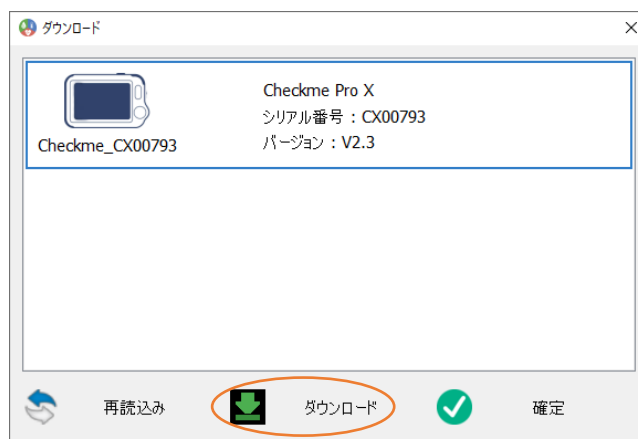 ダウンロード
Checkme Pro X
シリアル番号：CX00793
バージョン：V2.3
Checkme_CX00793
再読込み
ダウンロード
確定